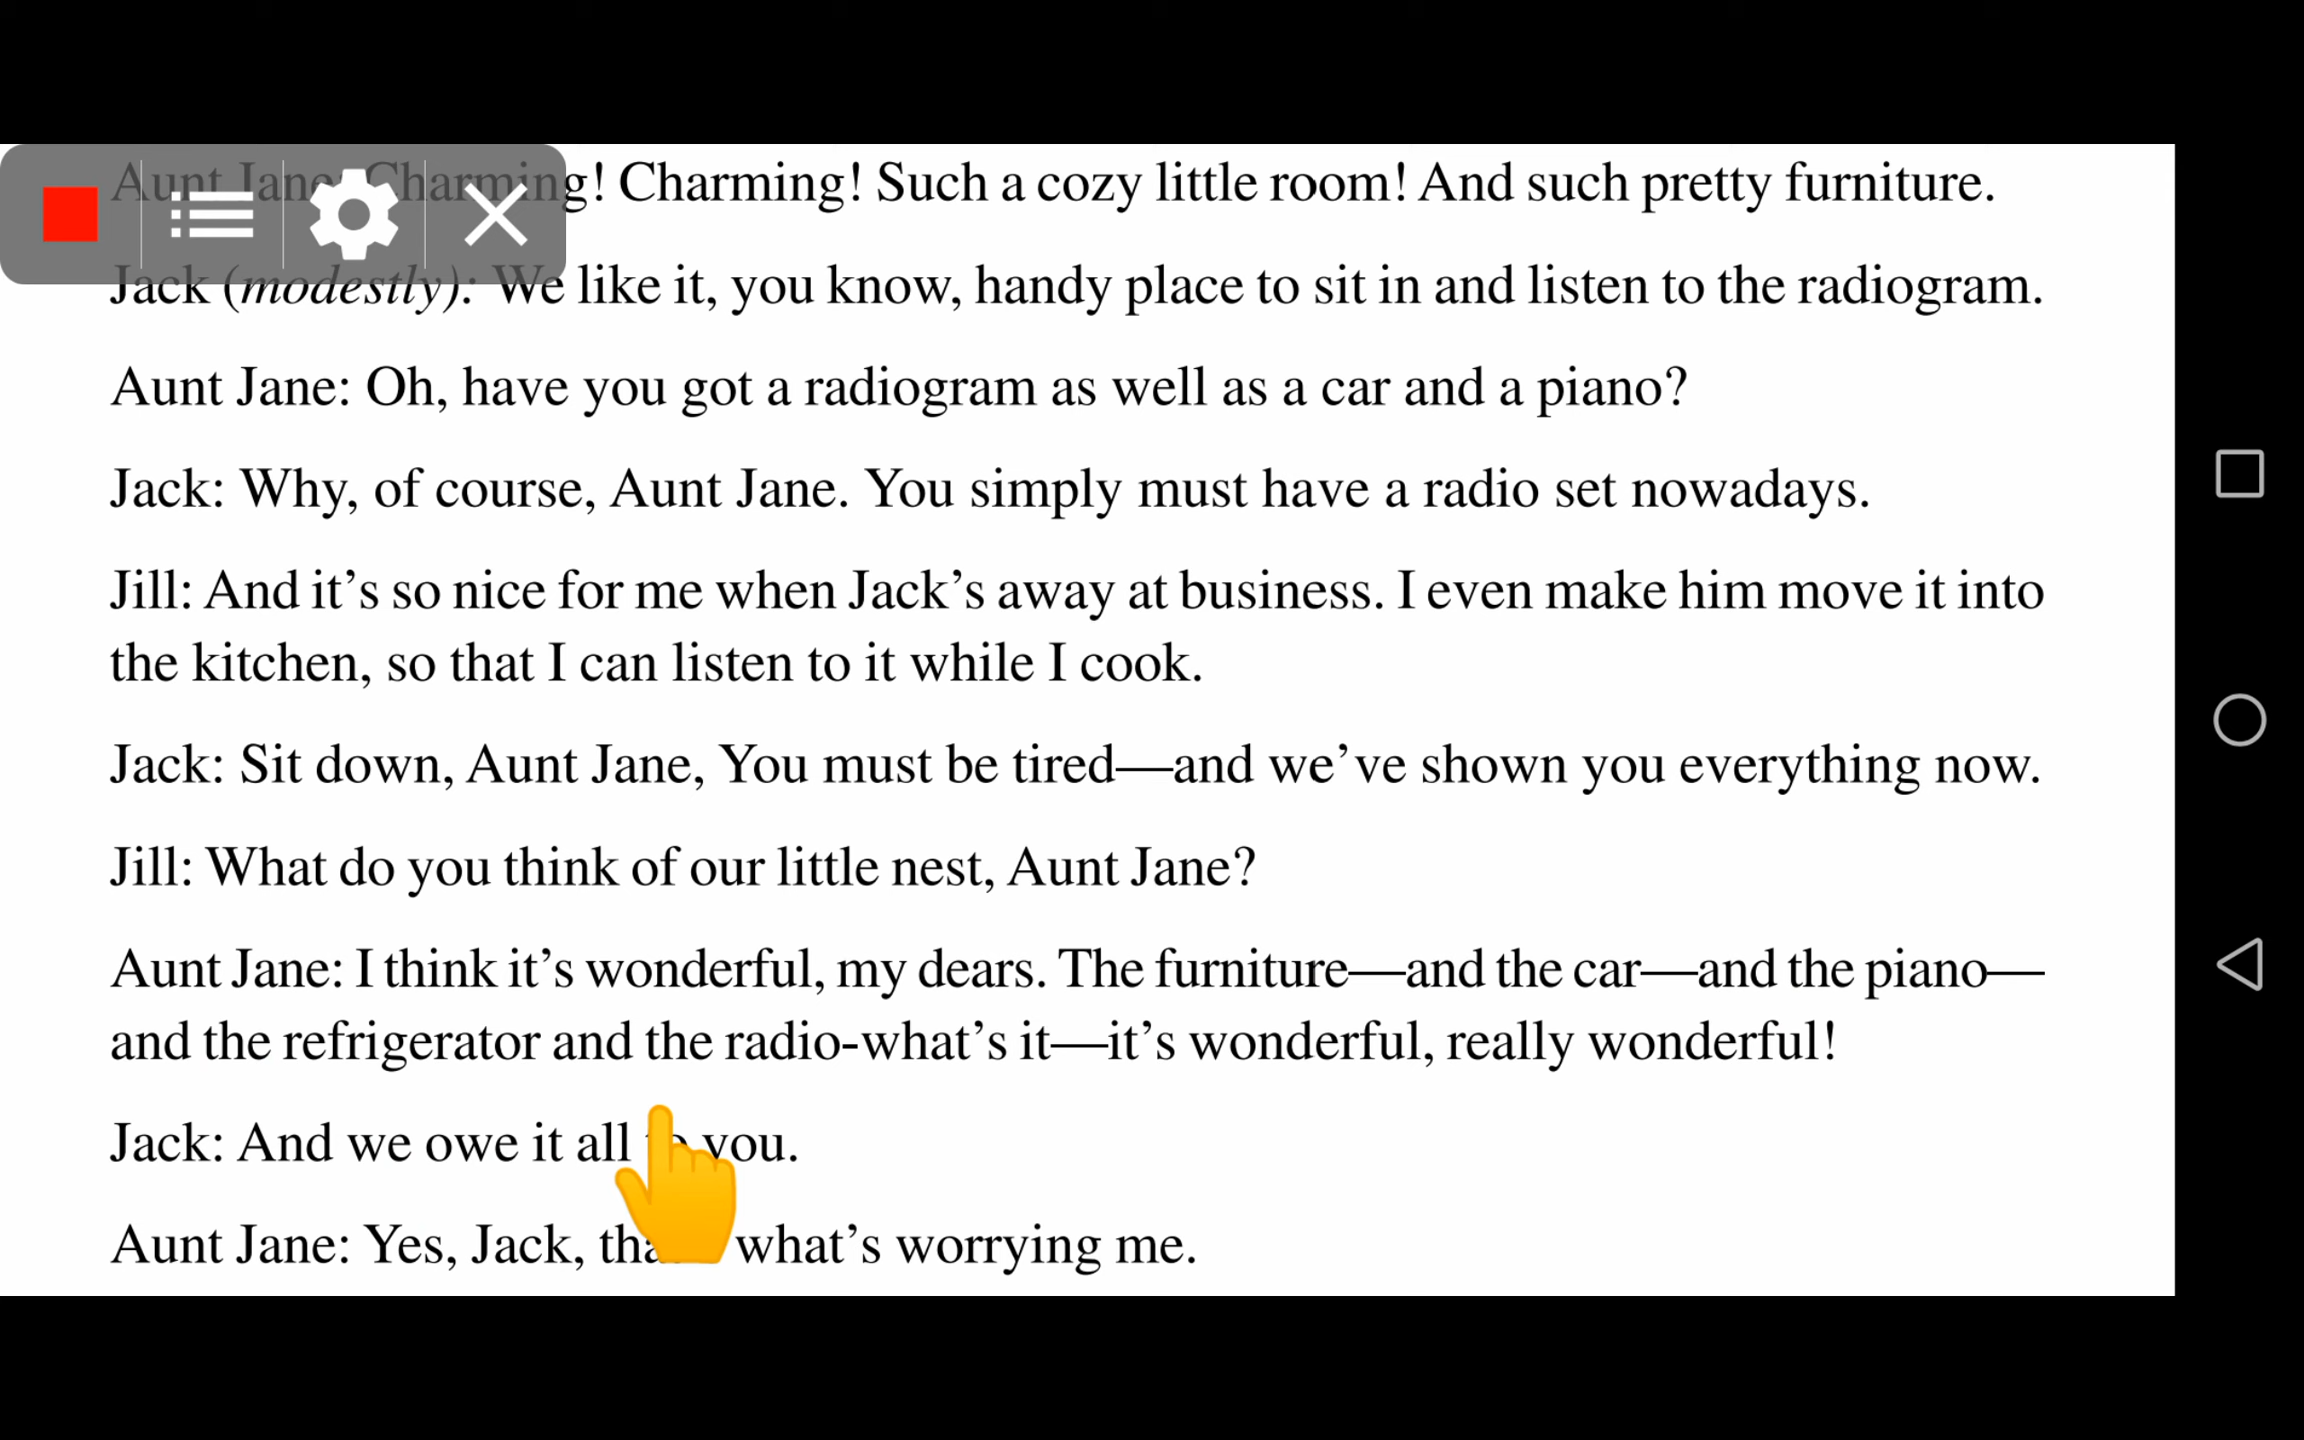 Aunt Jane: Charming! Charming! Such a cozy little room! And such pretty furniture.
Jack (modestly): We like it, you know, handy place to sit in and listen to the radiogram.
Aunt Jane: Oh, have you got a radiogram as well as a car and a piano?
Jack: Why, of course, Aunt Jane. You simply must have a radio set nowadays.
Jill: And it’s so nice for me when Jack’s away at business. I even make him move it into
the kitchen, so that I can listen to it while I cook.
Jack: Sit down, Aunt Jane, You must be tired—and we’ve shown you everything now.
Jill: What do you think of our little nest, Aunt Jane?
Aunt Jane: I think it’s wonderful, my dears. The furniture—and the car—and the piano—
and the refrigerator and the radio-what’s it—it’s wonderful, really wonderful!
Jack: And we owe it all to you.
Aunt Jane: Yes, Jack, what’s worrying me.